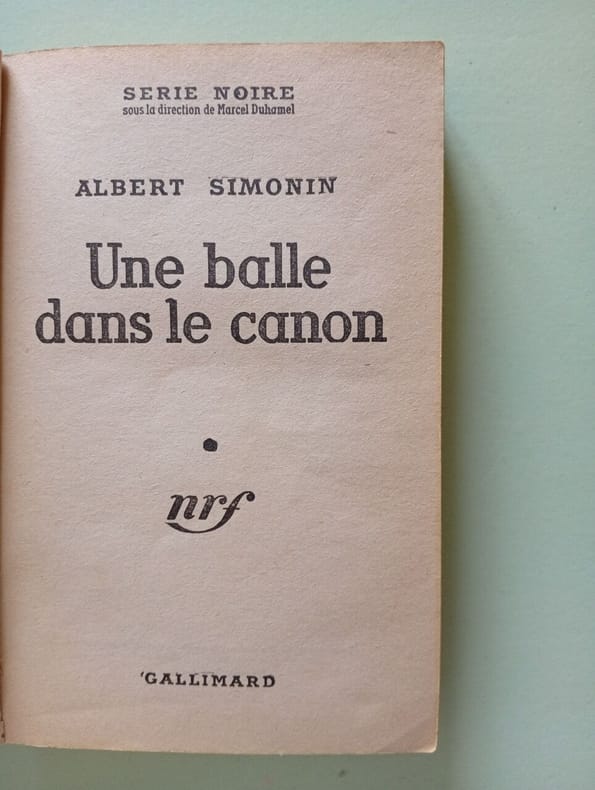 SERIE NOIRE
sous la direction de Marcel Duhamel
ALBERT SIMONIN
Une balle
dans le canon
nrf
GALLIMARD